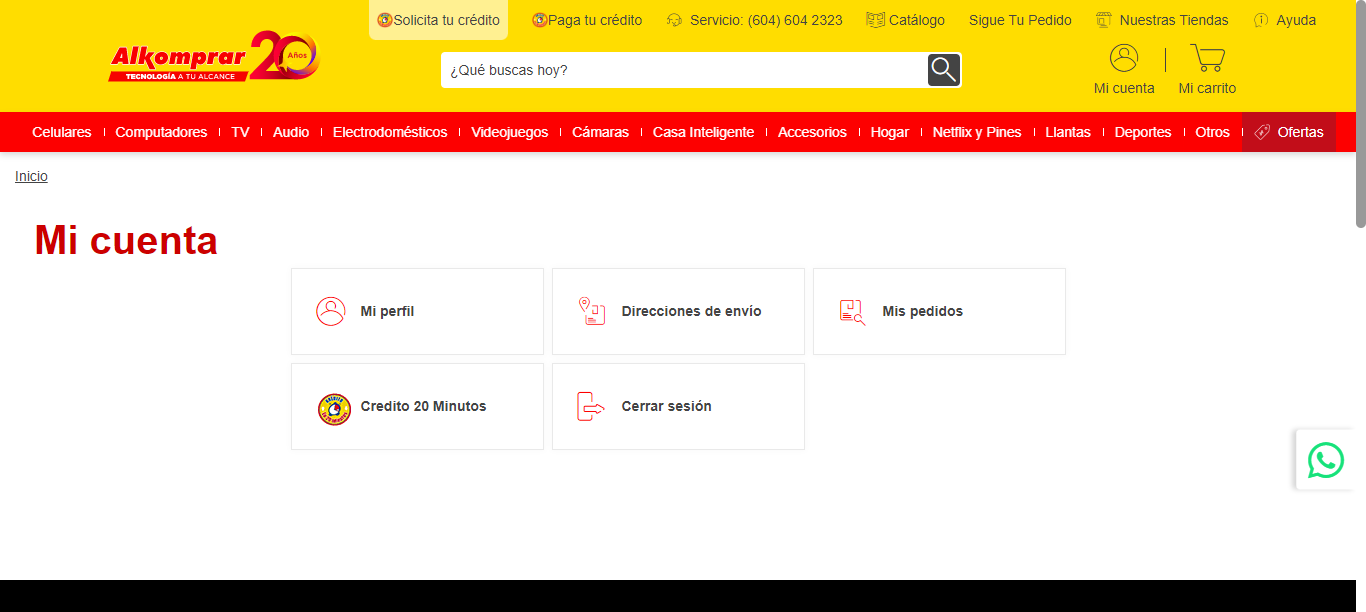 Solicita tu crédito
Paga tu crédito
Servicio: (604) 604 2323
Catálogo
Sigue Tu Pedido
Nuestras Tiendas
Ayuda
Alkomprar 20 Años
TECNOLOGÍA A TU ALCANCE
¿Qué buscas hoy?
Mi cuenta
Mi carrito
Celulares
Computadores
TV
Audio
Electrodomésticos
Videojuegos
Cámaras
Casa Inteligente
Accesorios
Hogar
Netflix y Pines
Llantas
Deportes
Otros
Ofertas
Inicio
Mi cuenta
Mi perfil
Direcciones de envío
Mis pedidos
Credito 20 Minutos
Cerrar sesión